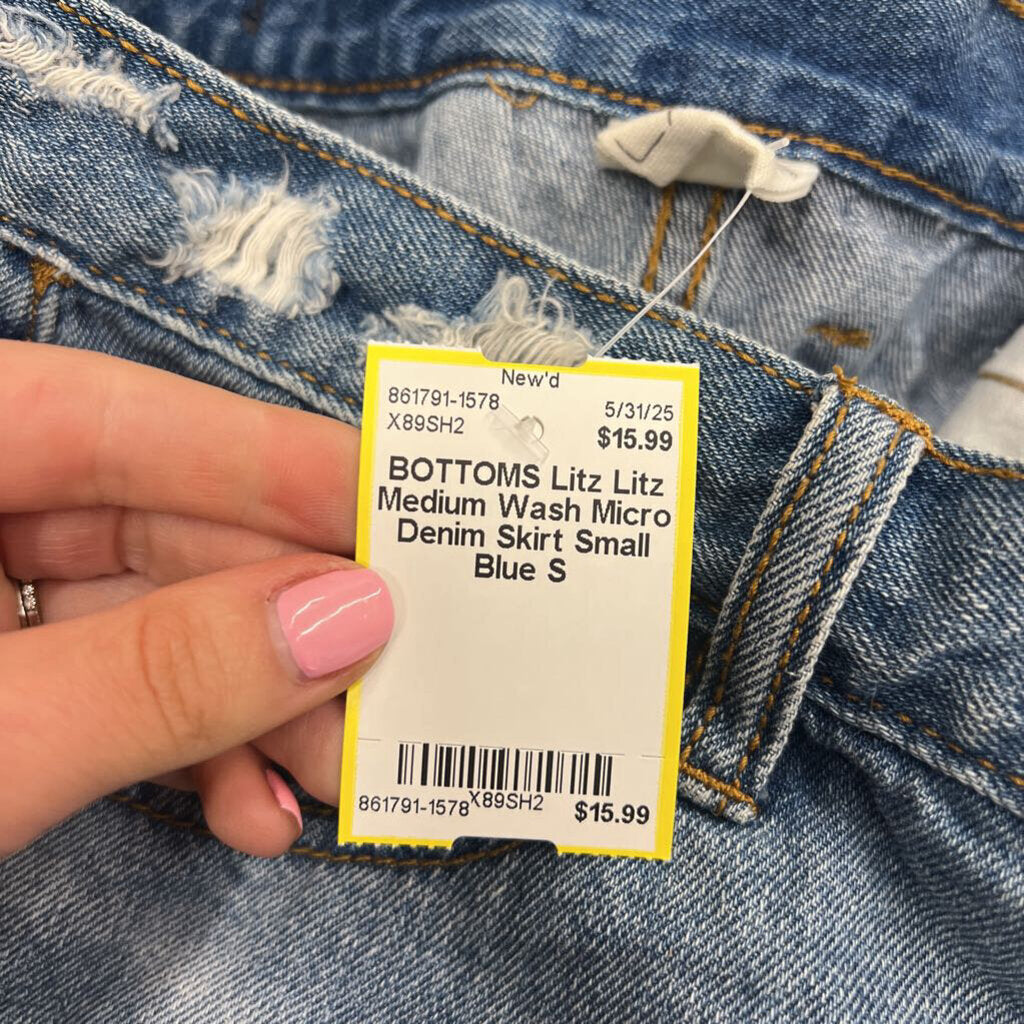 New'd
861791-1578 5/31/25
X89SH2 $15.99
BOTTOMS Litz Litz
Medium Wash Micro
Denim Skirt Small
Blue S
861791-1578 X89SH2 $15.99